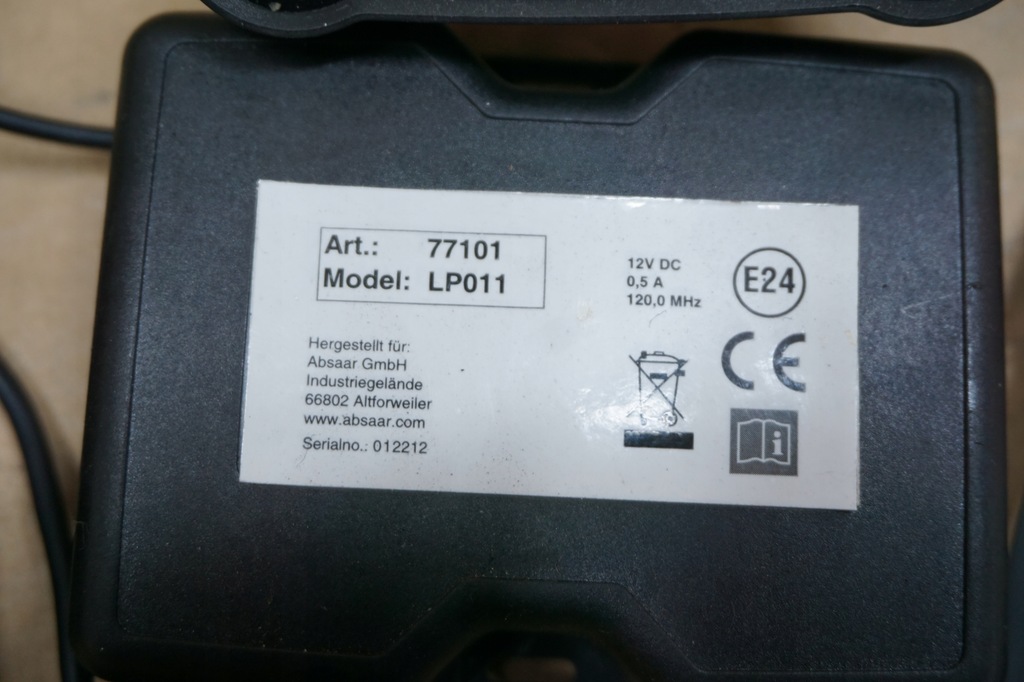 Art.: 77101
Model: LP011
Hergestellt für:
Absaar GmbH
Industriegelände
66802 Altforweiler
www.absaar.com
Serialno.: 012212
12V DC
0,5 A
120,0 MHz
E24
CE
i